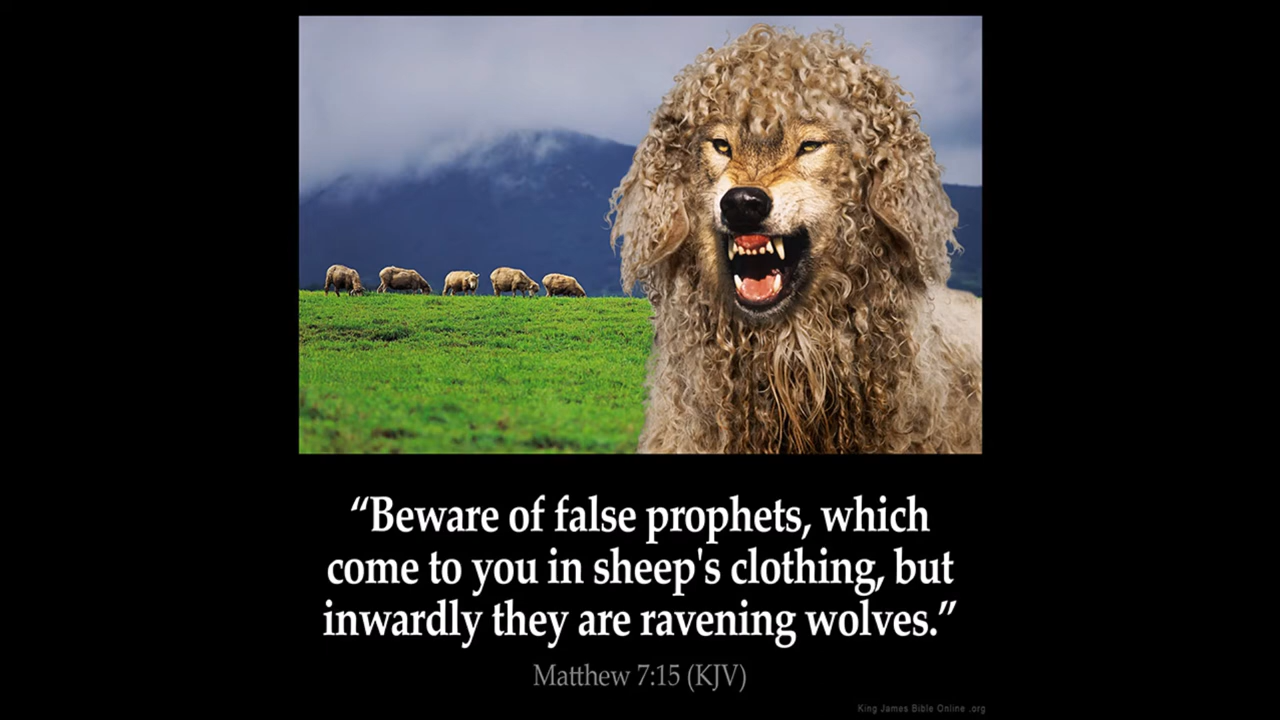 “Beware of false prophets, which
come to you in sheep's clothing, but
inwardly they are ravening wolves.”
Matthew 7:15 (KJV)
King James Bible Online .org